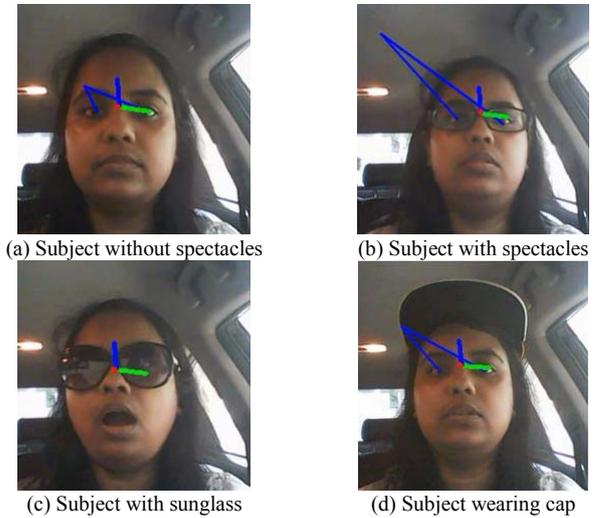 (a) Subject without spectacles
(b) Subject with spectacles
(c) Subject with sunglass
(d) Subject wearing cap